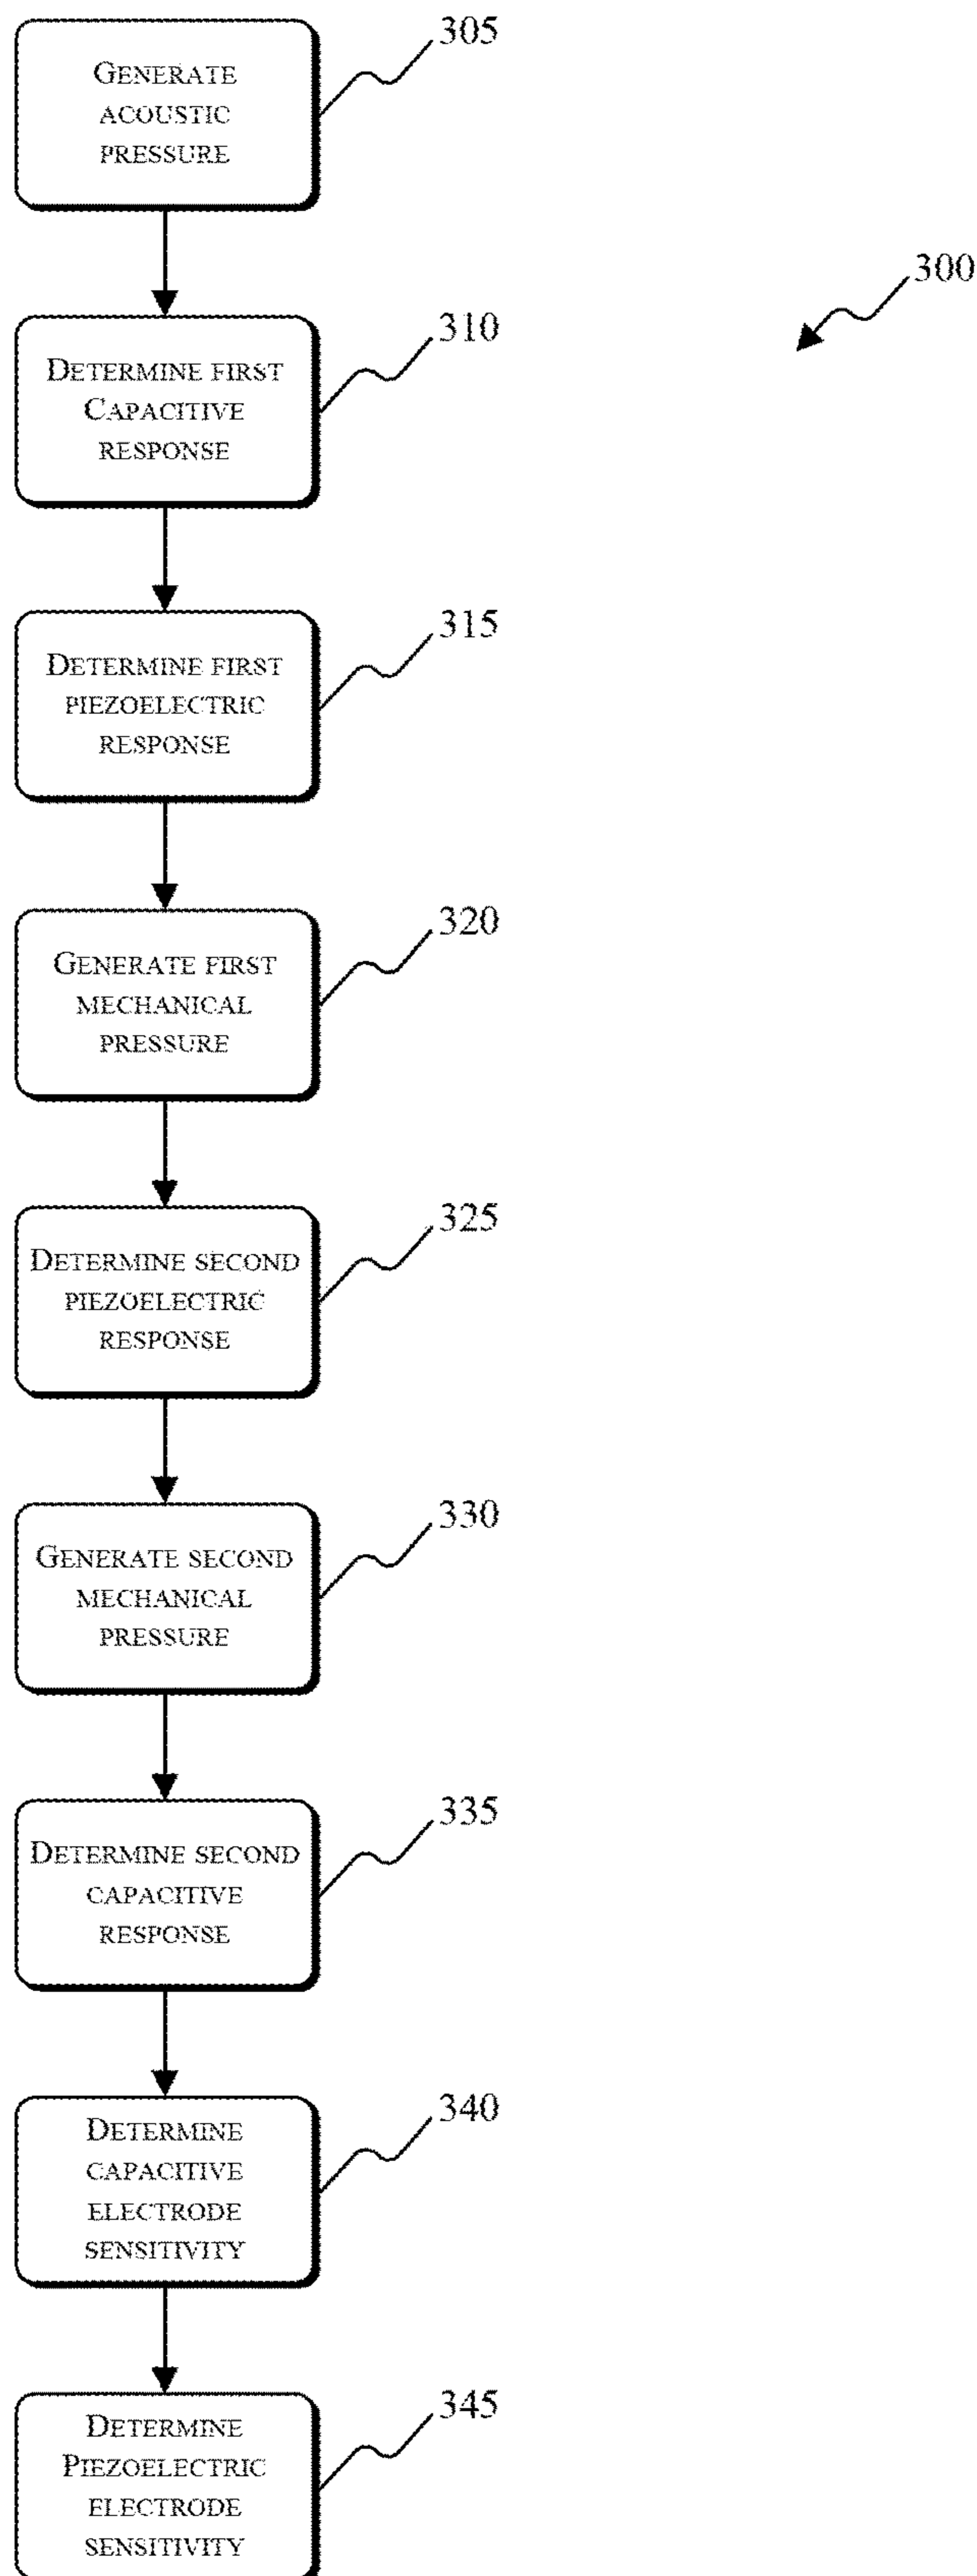 305
GENERATE
ACOUSTIC
PRESSURE
300
310
DETERMINE FIRST
CAPACITIVE
RESPONSE
315
DETERMINE FIRST
PIEZOELECTRIC
RESPONSE
320
GENERATE FIRST
MECHANICAL
PRESSURE
325
DETERMINE SECOND
PIEZOELECTRIC
RESPONSE
330
GENERATE SECOND
MECHANICAL
PRESSURE
335
DETERMINE SECOND
CAPACITIVE
RESPONSE
340
DETERMINE
CAPACITIVE
ELECTRODE
SENSITIVITY
345
DETERMINE
PIEZOELECTRIC
ELECTRODE
SENSITIVITY